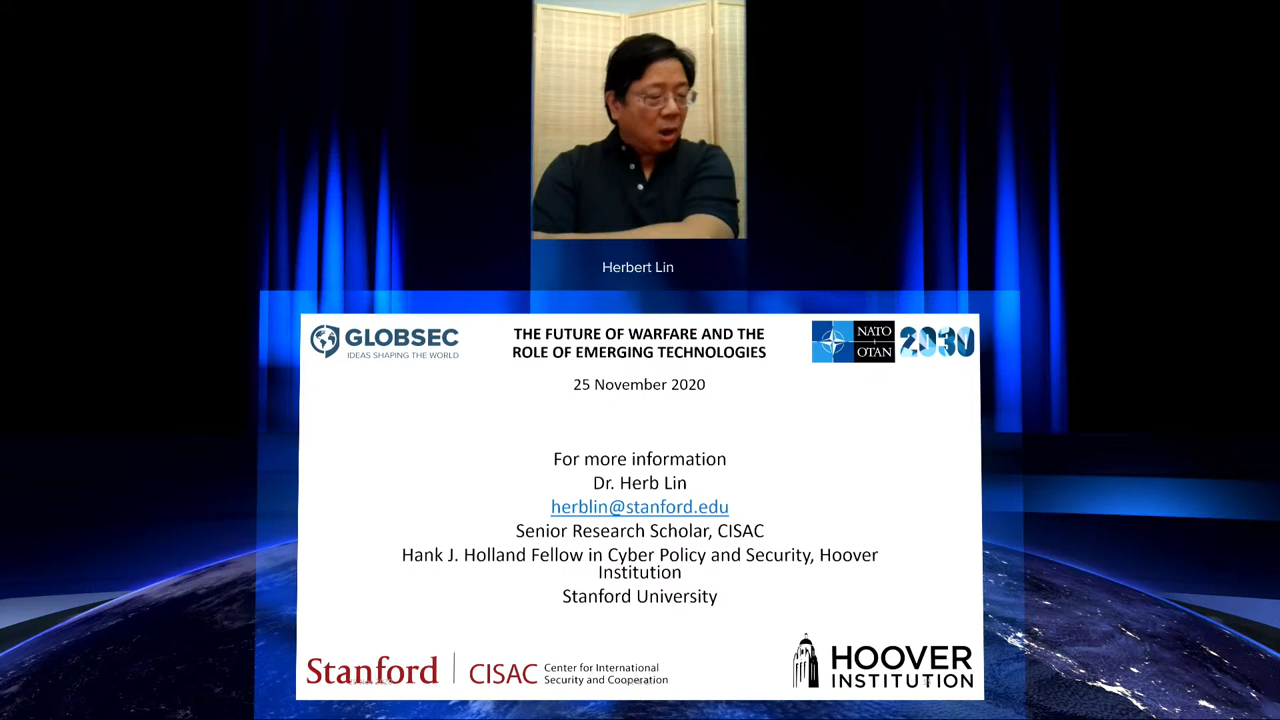 Herbert Lin
GLOBSEC
IDEAS SHAPING THE WORLD
THE FUTURE OF WARFARE AND THE
ROLE OF EMERGING TECHNOLOGIES
NATO
OTAN
2030
25 November 2020
For more information
Dr. Herb Lin
herblin@stanford.edu
Senior Research Scholar, CISAC
Hank J. Holland Fellow in Cyber Policy and Security, Hoover
Institution
Stanford University
Stanford
CISAC
Center for International
Security and Cooperation
HOOVER
INSTITUTION